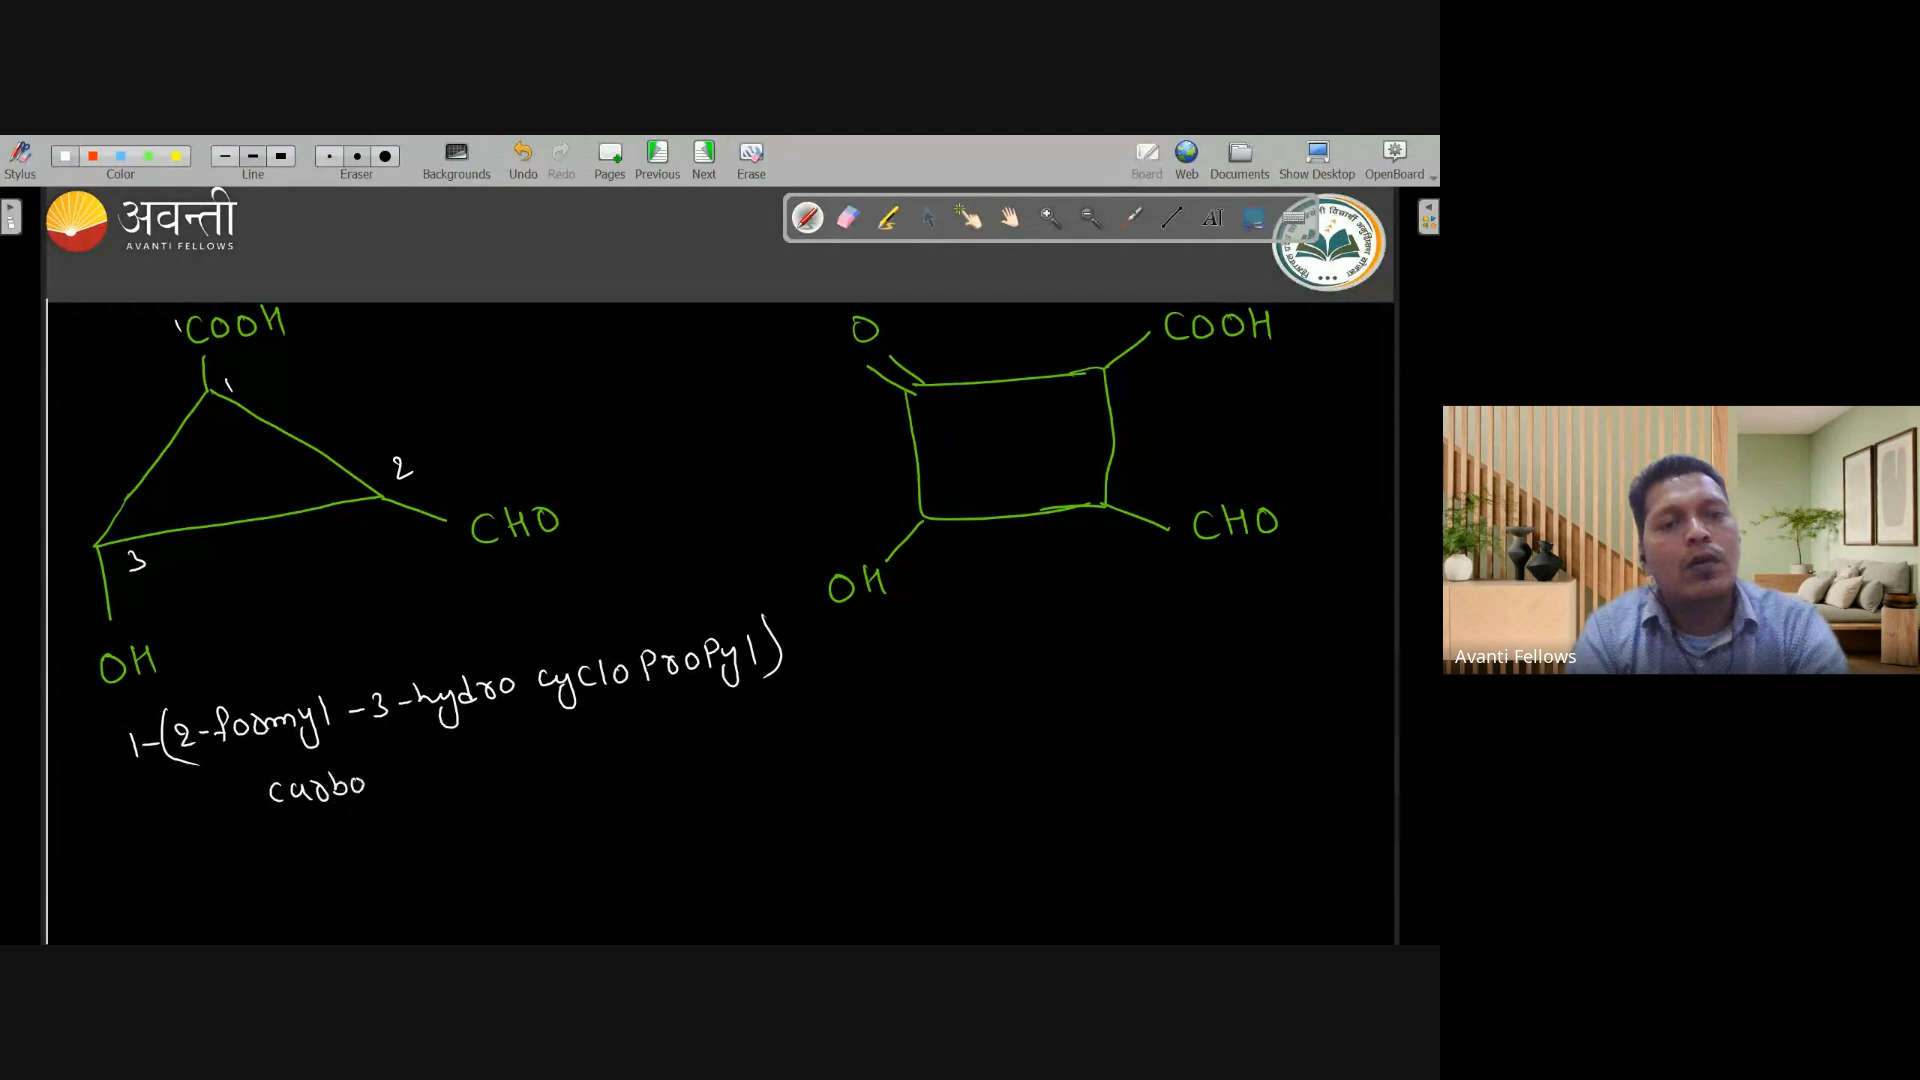 Stylus
Color
Line
Eraser
Backgrounds
Undo
Redo
Pages
Previous
Next
Erase
Board
Web
Documents
Show Desktop
OpenBoard
अवन्ती
AVANTI FELLOWS
COOH
1
2
CHO
3
OH
O
COOH
CHO
OH
1-(2-formyl-3-hydro cyclopropyl)
carbo
Avanti Fellows